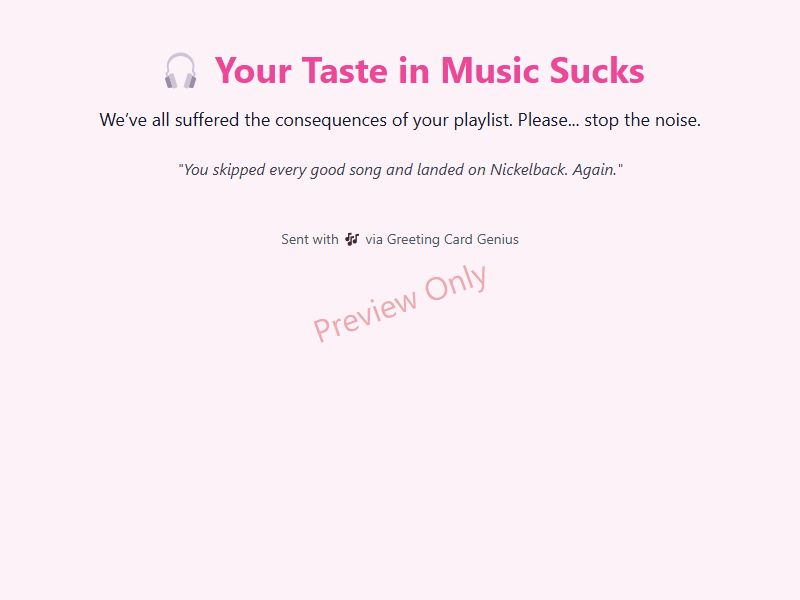 🎧 Your Taste in Music Sucks
We’ve all suffered the consequences of your playlist. Please... stop the noise.
"You skipped every good song and landed on Nickelback. Again."
Sent with 🎶 via Greeting Card Genius
Preview Only